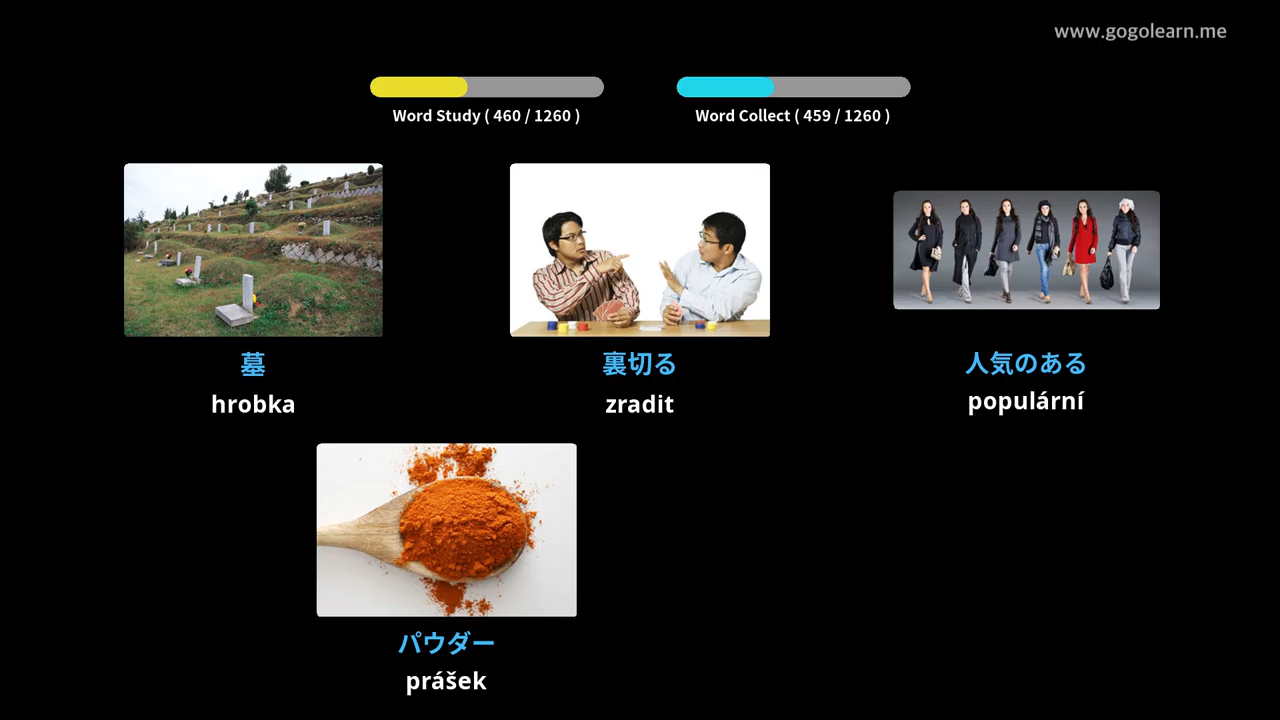 www.gogolearn.me
Word Study ( 460 / 1260 )
Word Collect ( 459 / 1260 )
墓
hrobka
裏切る
zradit
人気のある
populární
パウダー
prášek